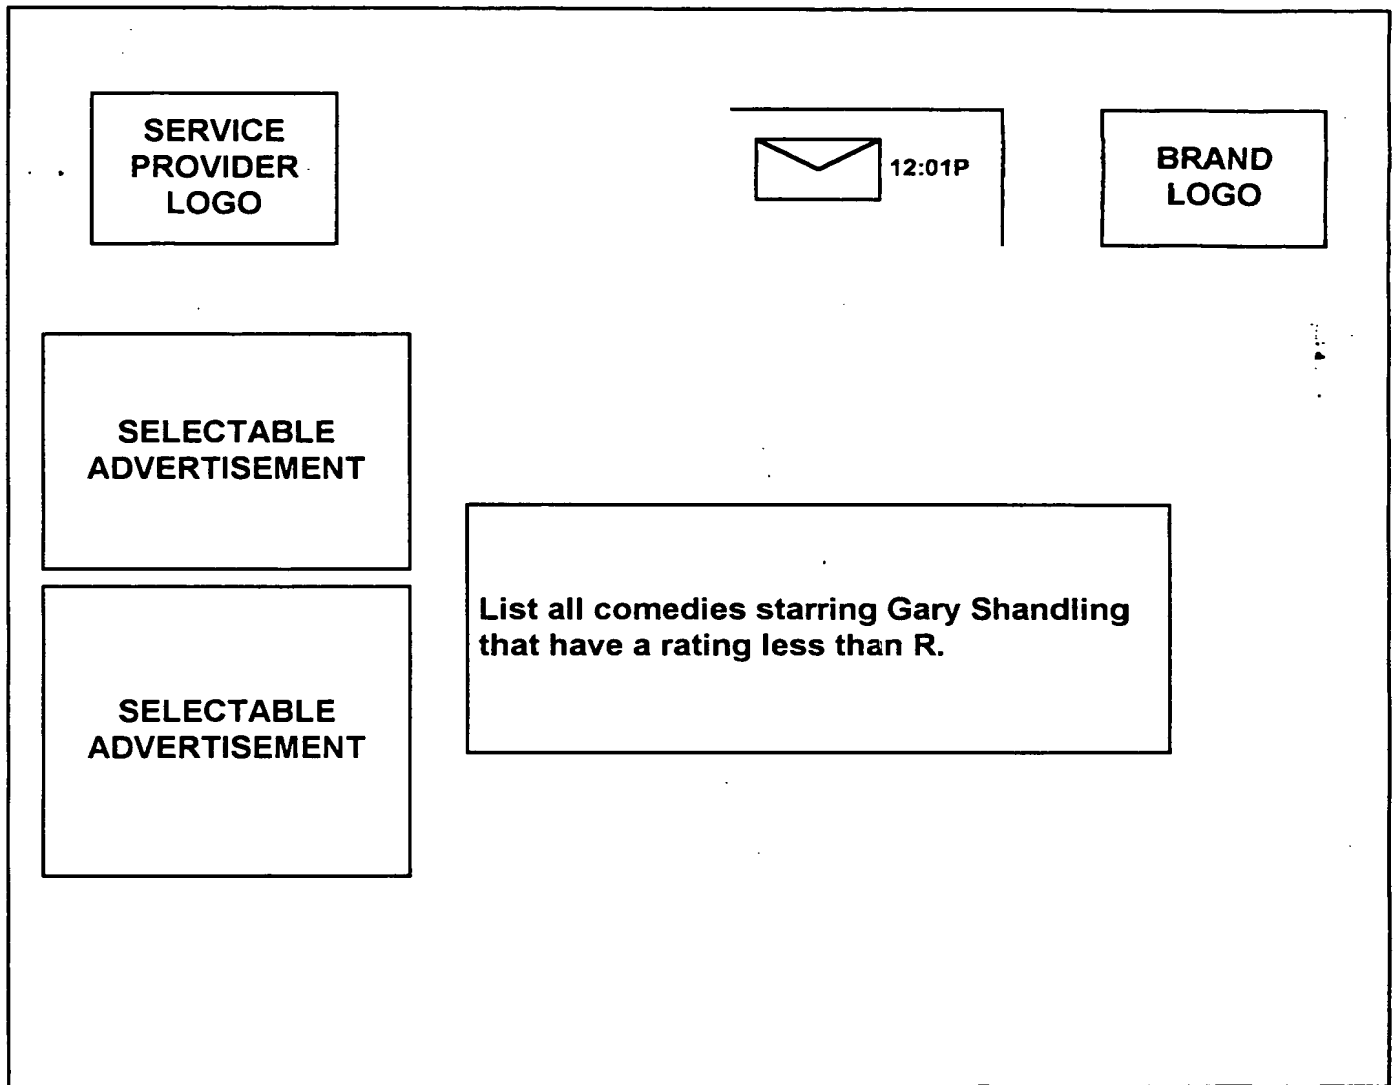 SERVICE
PROVIDER
LOGO
12:01P
BRAND
LOGO
SELECTABLE
ADVERTISEMENT
List all comedies starring Gary Shandling
that have a rating less than R.
SELECTABLE
ADVERTISEMENT